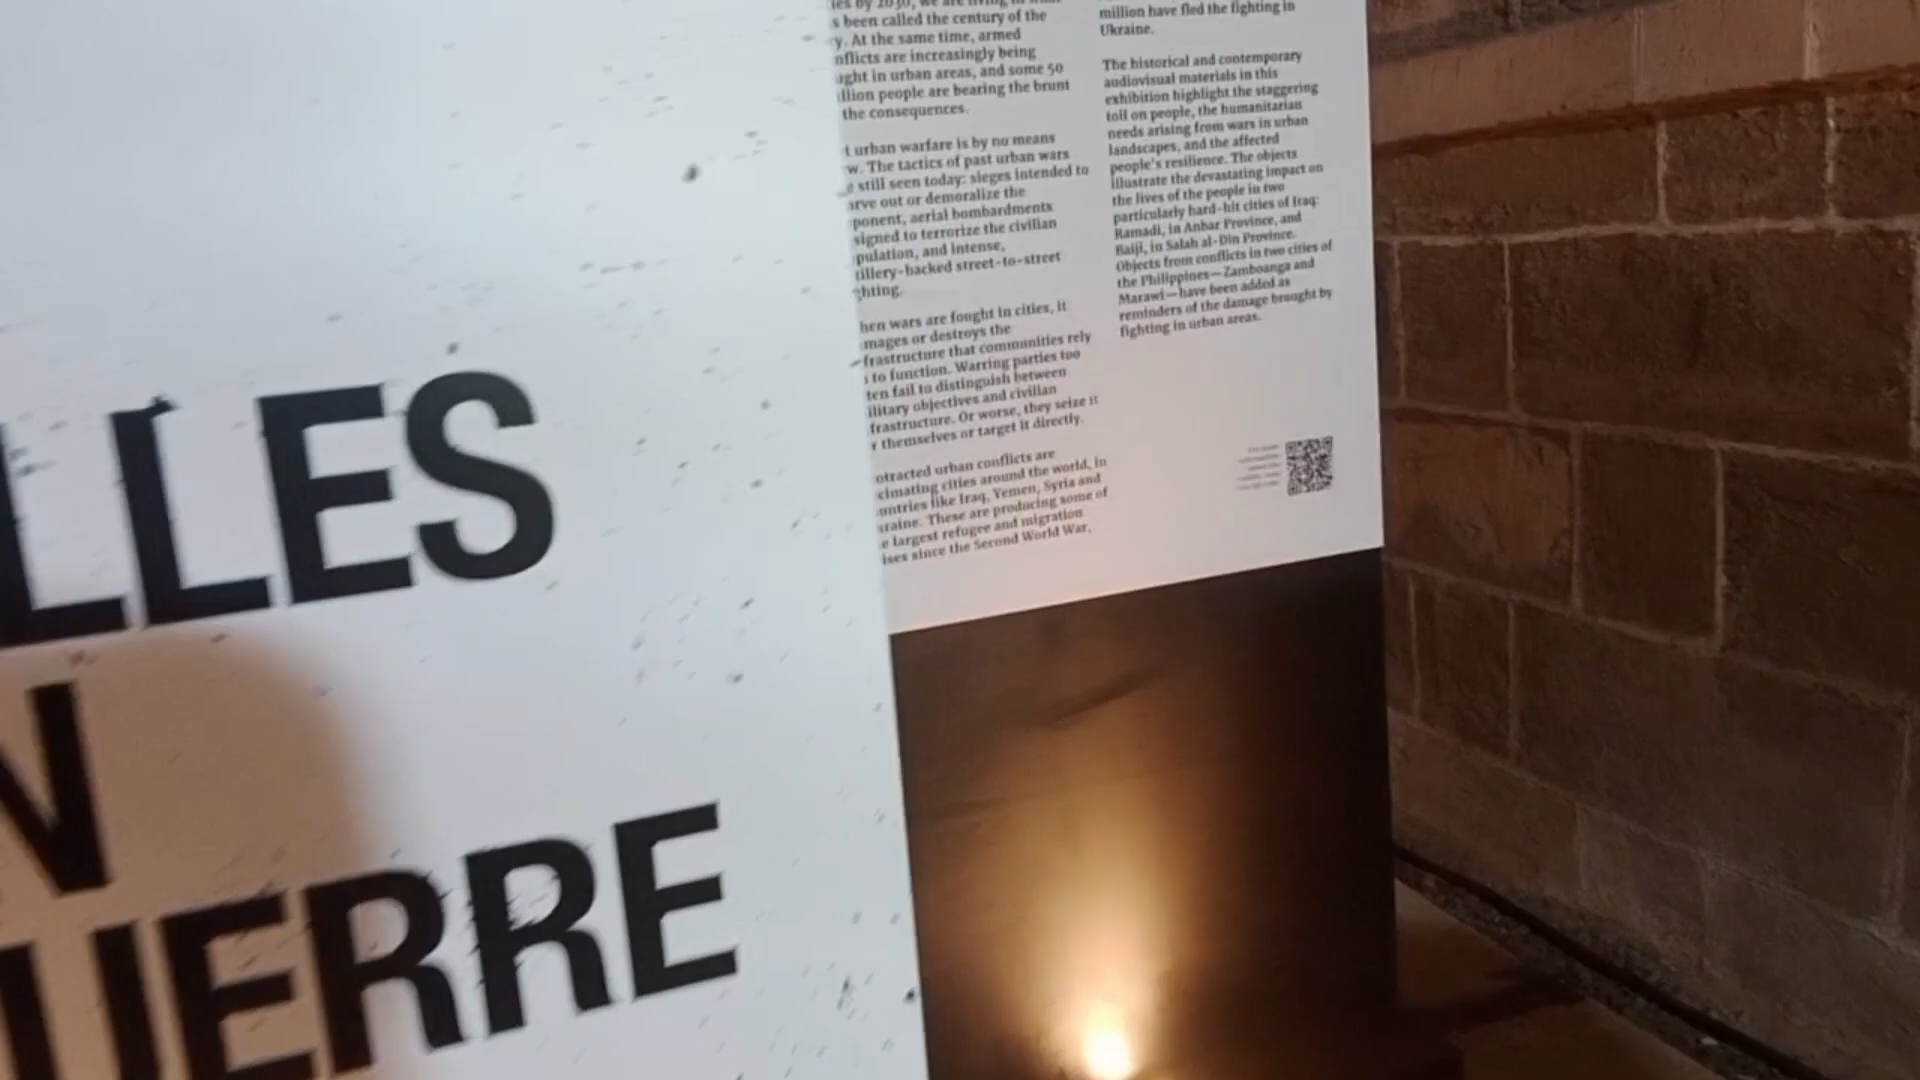 LLES
N
UERRE
ies by 2030, we are living in what
s been called the century of the
y. At the same time, armed
nflicts are increasingly being
ught in urban areas, and some 50
llion people are bearing the brunt
the consequences.
t urban warfare is by no means
w. The tactics of past urban wars
e still seen today: sieges intended to
arve out or demoralize the
ponent, aerial bombardments
signed to terrorize the civilian
pulation, and intense,
tillery-backed street-to-street
hting.
hen wars are fought in cities, it
mages or destroys the
frastructure that communities rely
to function. Warring parties too
ten fail to distinguish between
ilitary objectives and civilian
frastructure. Or worse, they seize it
r themselves or target it directly.
otracted urban conflicts are
cimating cities around the world, in
untries like Iraq, Yemen, Syria and
raine. These are producing some of
e largest refugee and migration
ises since the Second World War.
million have fled the fighting in
Ukraine.
The historical and contemporary
audiovisual materials in this
exhibition highlight the staggering
toll on people, the humanitarian
needs arising from wars in urban
landscapes, and the affected
people's resilience. The objects
illustrate the devastating impact on
the lives of the people in two
particularly hard-hit cities of Iraq:
Ramadi, in Anbar Province, and
Baiji, in Salah al-Din Province.
Objects from conflicts in two cities of
the Philippines—Zamboanga and
Marawi—have been added as
reminders of the damage brought by
fighting in urban areas.